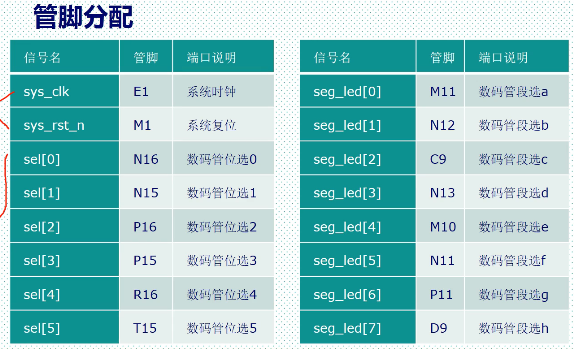 管脚分配
信号名 管脚 端口说明
sys_clk E1 系统时钟
sys_rst_n M1 系统复位
sel[0] N16 数码管位选0
sel[1] N15 数码管位选1
sel[2] P16 数码管位选2
sel[3] P15 数码管位选3
sel[4] R16 数码管位选4
sel[5] T15 数码管位选5
信号名 管脚 端口说明
seg_led[0] M11 数码管段选a
seg_led[1] N12 数码管段选b
seg_led[2] C9 数码管段选c
seg_led[3] N13 数码管段选d
seg_led[4] M10 数码管段选e
seg_led[5] N11 数码管段选f
seg_led[6] P11 数码管段选g
seg_led[7] D9 数码管段选h